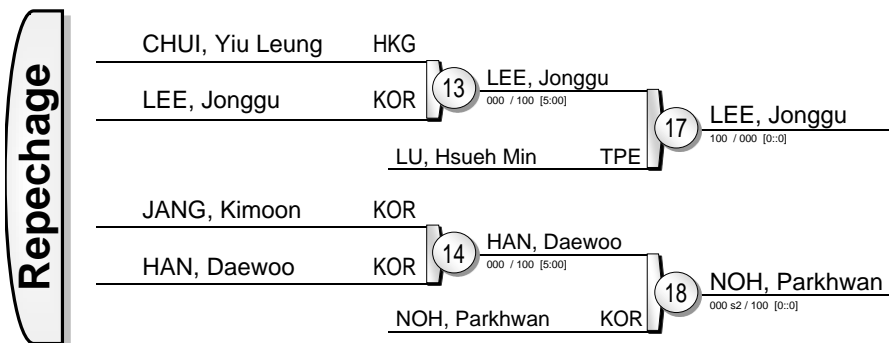 Repechage
CHUI, Yiu Leung HKG
LEE, Jonggu KOR
13
LEE, Jonggu
000 / 100 [5:00]
LU, Hsueh Min TPE
17
LEE, Jonggu
100 / 000 [0::0]
JANG, Kimoon KOR
HAN, Daewoo KOR
14
HAN, Daewoo
000 / 100 [5:00]
NOH, Parkhwan KOR
18
NOH, Parkhwan
000 s2 / 100 [0::0]